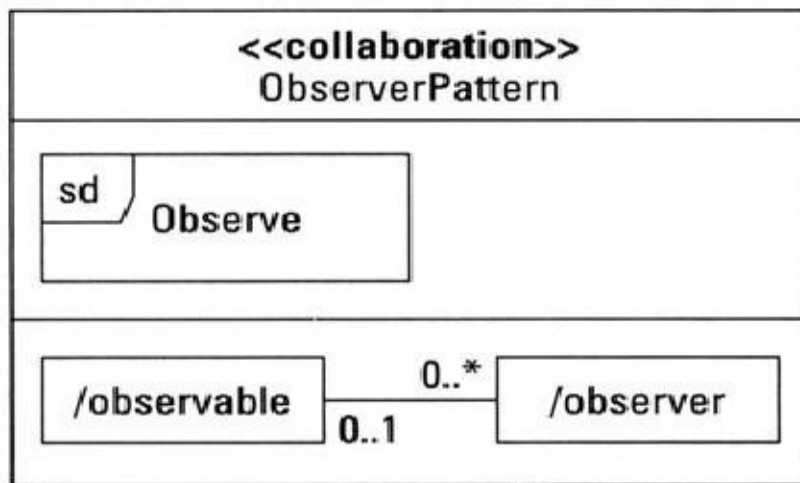 <<collaboration>>
ObserverPattern
sd
Observe
/observable
0..1
0..*
/observer